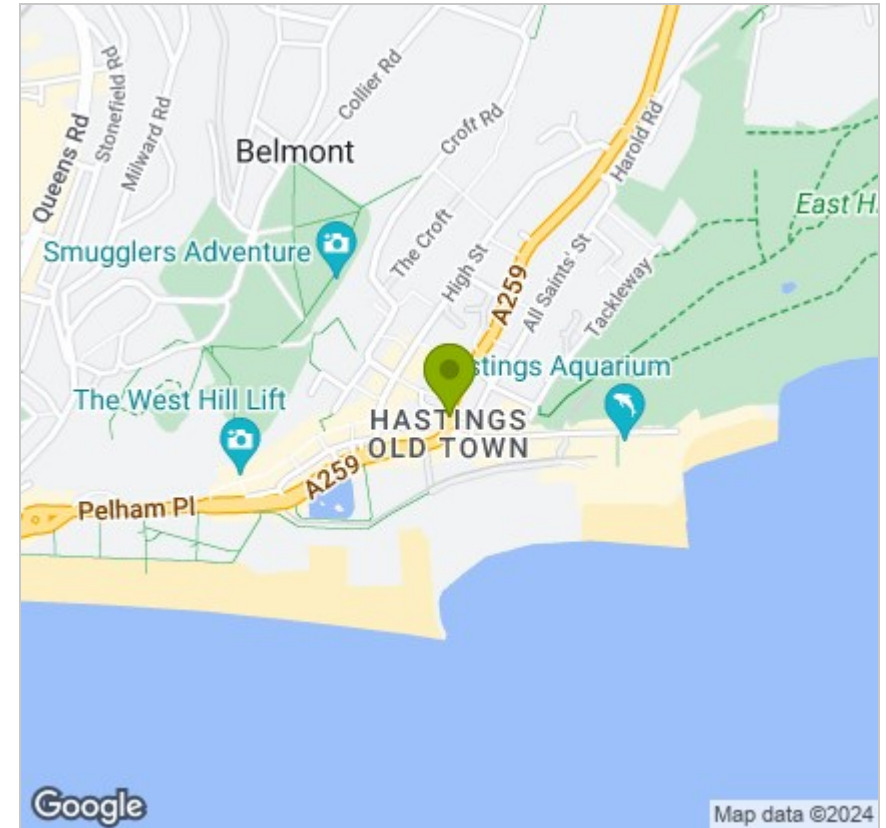 Queens Rd
Stonefield Rd
Milward Rd
Collier Rd
Croft Rd
Harold Rd
Belmont
East H
Smugglers Adventure
The Croft
High St
A259
All Saints' St
Tackleway
stings Aquarium
The West Hill Lift
HASTINGS
OLD TOWN
A259
Pelham Pl
Google
Map data ©2024